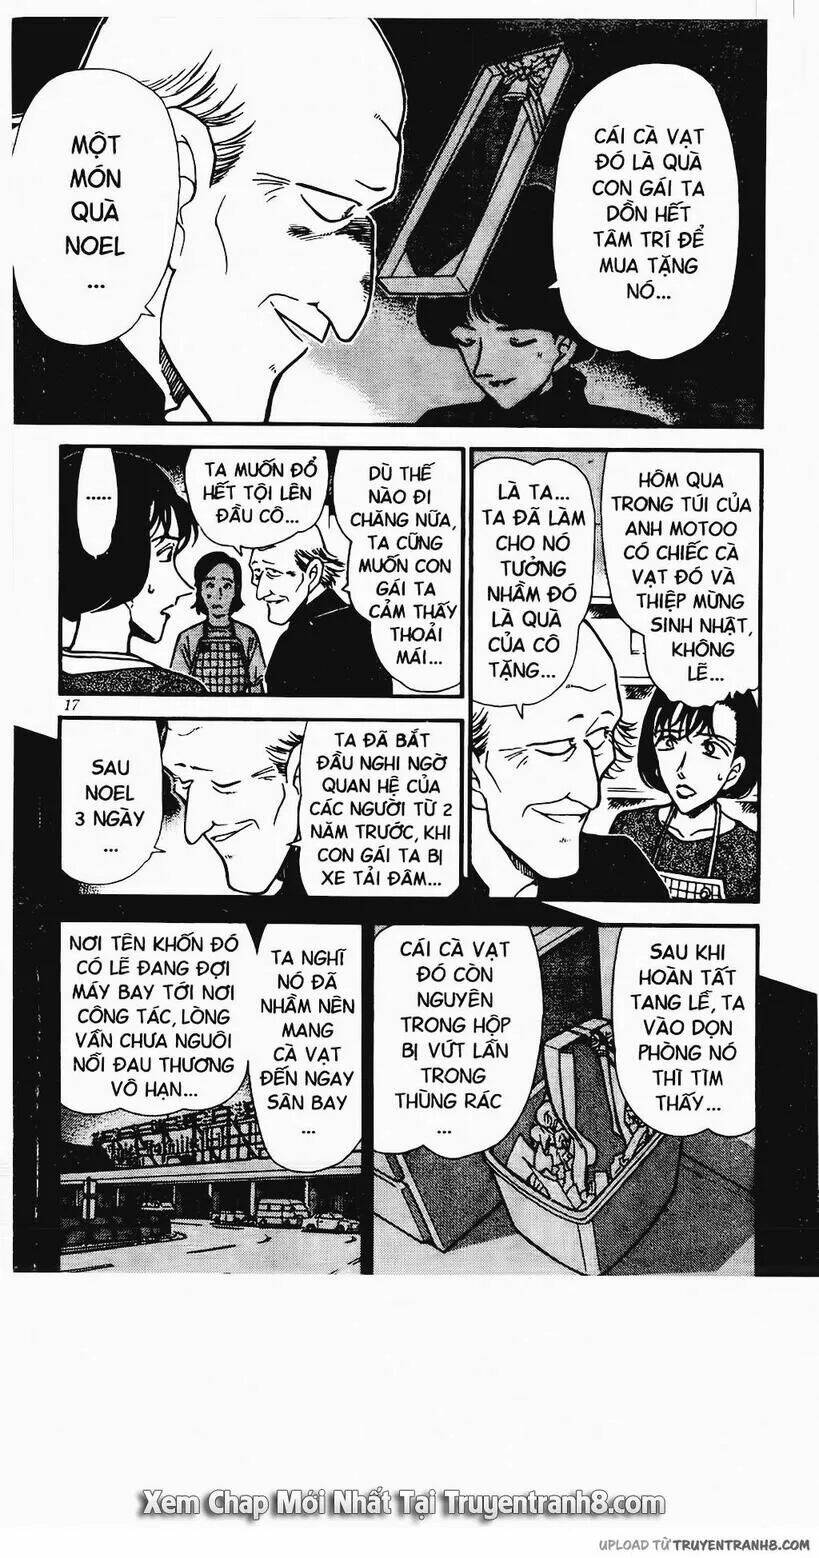 CÁI CÀ VẠT
ĐÓ LÀ QUÀ
CON GÁI TA
DỒN HẾT
TÂM TRÍ ĐỂ
MUA TẶNG
NÓ...
MỘT
MÓN
QUÀ
NOEL
...
HÔM QUA
TRONG TÚI CỦA
ANH MOTOO
CÓ CHIẾC CÀ
VẠT ĐÓ VÀ
THIỆP MỪNG
SINH NHẬT,
KHÔNG
LẼ...
LÀ TA...
TA ĐÃ LÀM
CHO NÓ
TƯỞNG
NHẦM ĐÓ
LÀ QUÀ
CỦA CÔ
TẶNG...
DÙ THẾ
NÀO ĐI
CHĂNG NỮA,
TA CŨNG
MUỐN CON
GÁI TA
CẢM THẤY
THOẢI
MÁI...
TA MUỐN ĐỔ
HẾT TỘI LÊN
ĐẦU CÔ...
......
17
TA ĐÃ BẮT
ĐẦU NGHI NGỜ
QUAN HỆ CỦA
CÁC NGƯỜI TỪ 2
NĂM TRƯỚC, KHI
CON GÁI TA BỊ
XE TẢI ĐÂM...
SAU
NOEL
3 NGÀY
...
SAU KHI
HOÀN TẤT
TANG LỄ, TA
VÀO DỌN
PHÒNG NÓ
THÌ TÌM
THẤY...
CÁI CÀ VẠT
ĐÓ CÒN
NGUYÊN
TRONG HỘP
BỊ VỨT LẪN
TRONG
THÙNG RÁC
...
TA NGHĨ
NÓ ĐÃ
NHẦM NÊN
MANG
CÀ VẠT
ĐẾN NGAY
SÂN BAY
...
NƠI TÊN KHỐN ĐÓ
CÓ LẼ ĐANG ĐỢI
MÁY BAY TỚI NƠI
CÔNG TÁC, LÒNG
VẪN CHƯA NGUÔI
NỖI ĐAU THƯƠNG
VÔ HẠN...
Xem Chap Mới Nhất Tại Truyentranh8.com
UPLOAD TỪ TRUYENTRANH8.COM